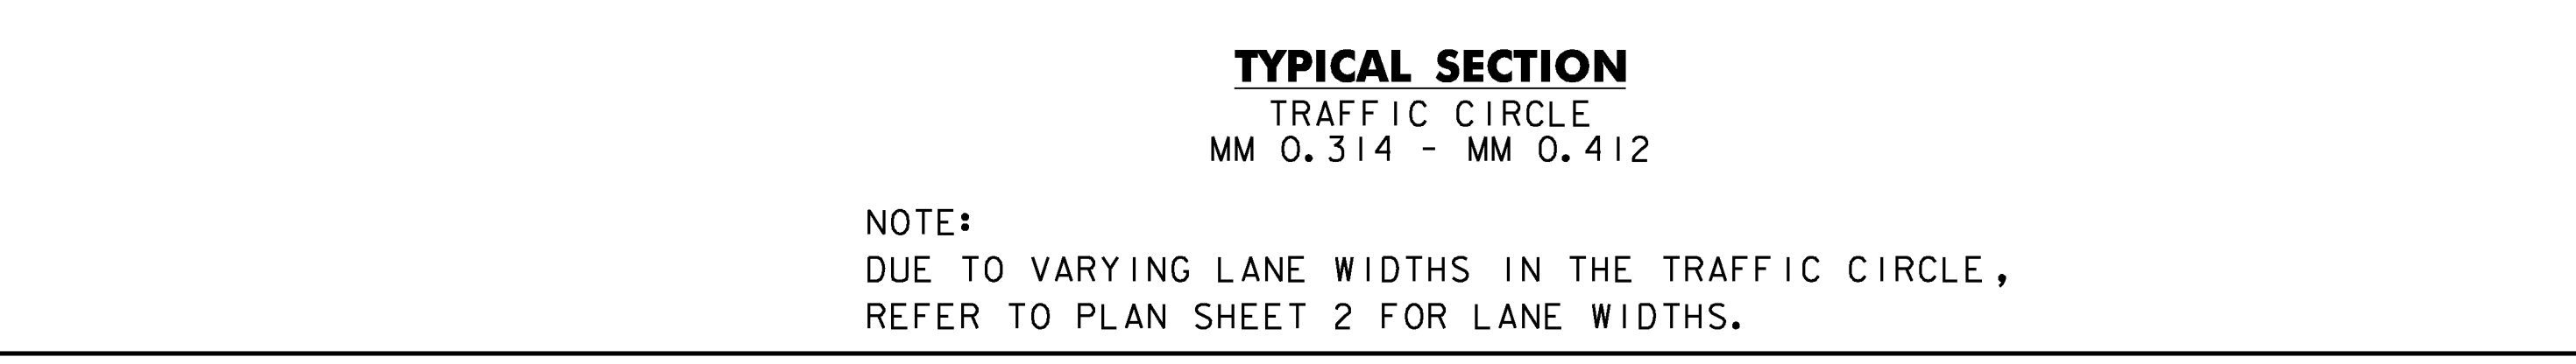 TYPICAL SECTION
TRAFFIC CIRCLE
MM 0.314 - MM 0.412
NOTE:
DUE TO VARYING LANE WIDTHS IN THE TRAFFIC CIRCLE,
REFER TO PLAN SHEET 2 FOR LANE WIDTHS.